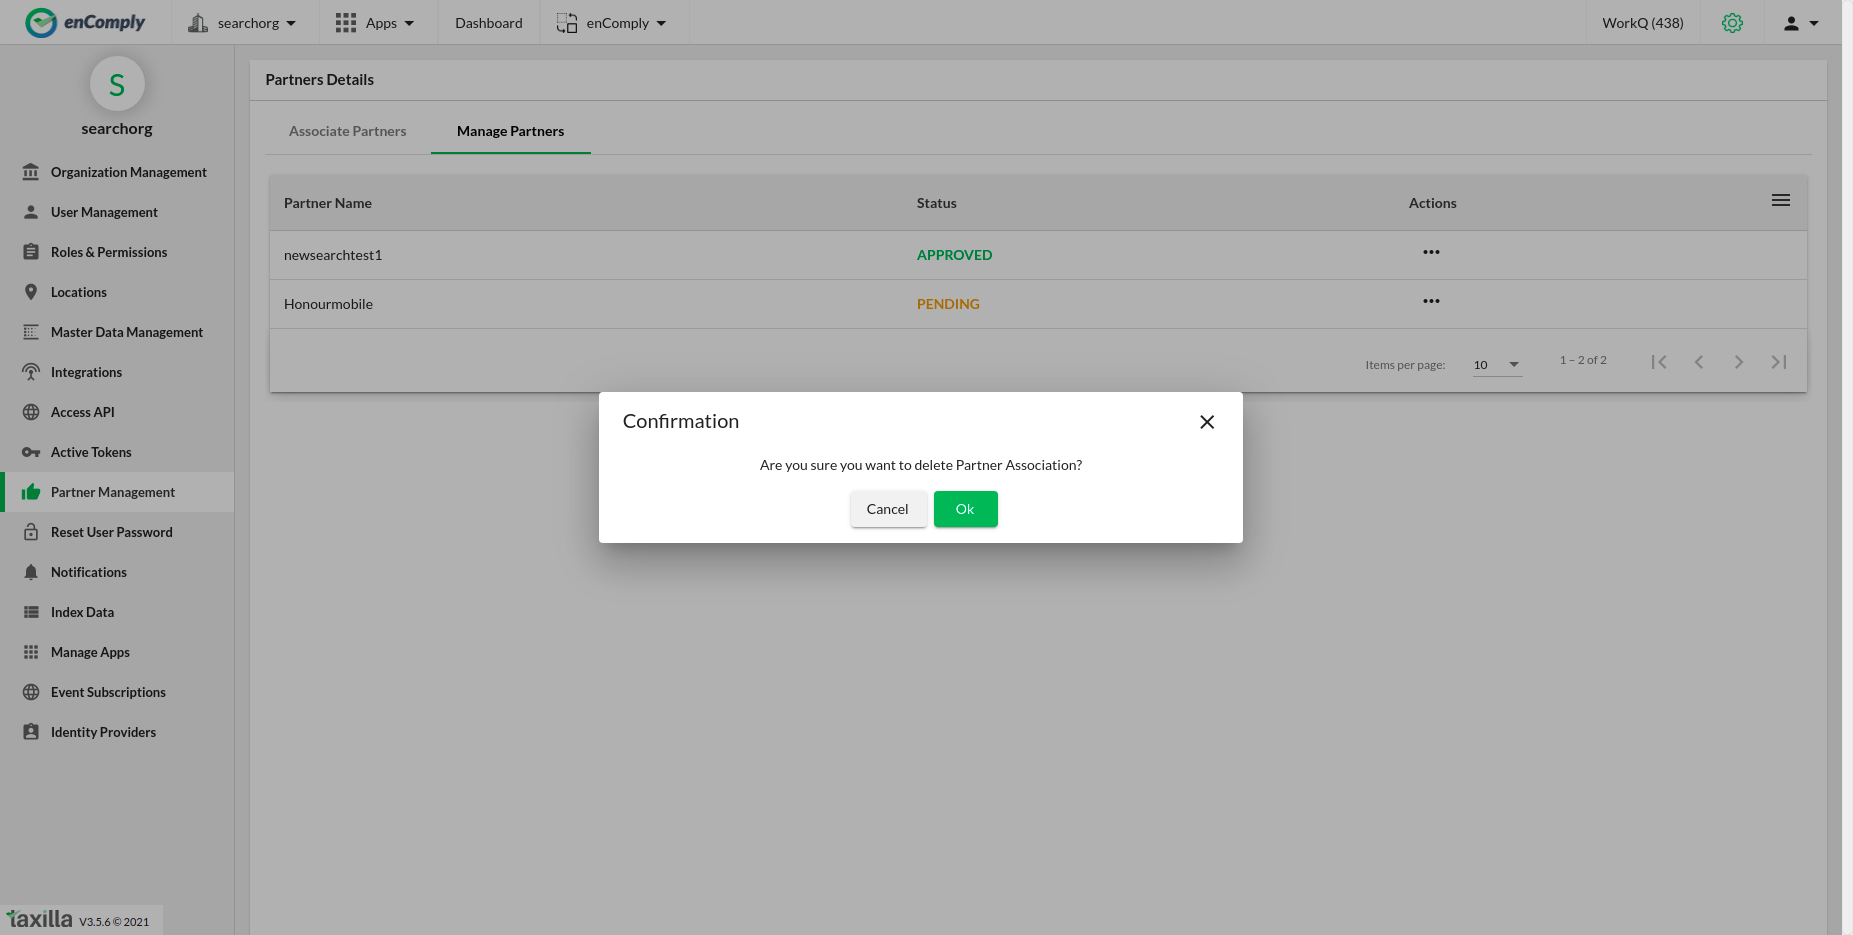 enComply
searchorg
Apps
Dashboard
enComply
WorkQ (438)
S
searchorg
Organization Management
User Management
Roles & Permissions
Locations
Master Data Management
Integrations
Access API
Active Tokens
Partner Management
Reset User Password
Notifications
Index Data
Manage Apps
Event Subscriptions
Identity Providers
taxilla V3.5.6 © 2021
Partners Details
Associate Partners Manage Partners
Partner Name Status Actions
newsearchtest1 APPROVED
Honourmobile PENDING
Items per page: 10 1 – 2 of 2
Confirmation
Are you sure you want to delete Partner Association?
Cancel Ok